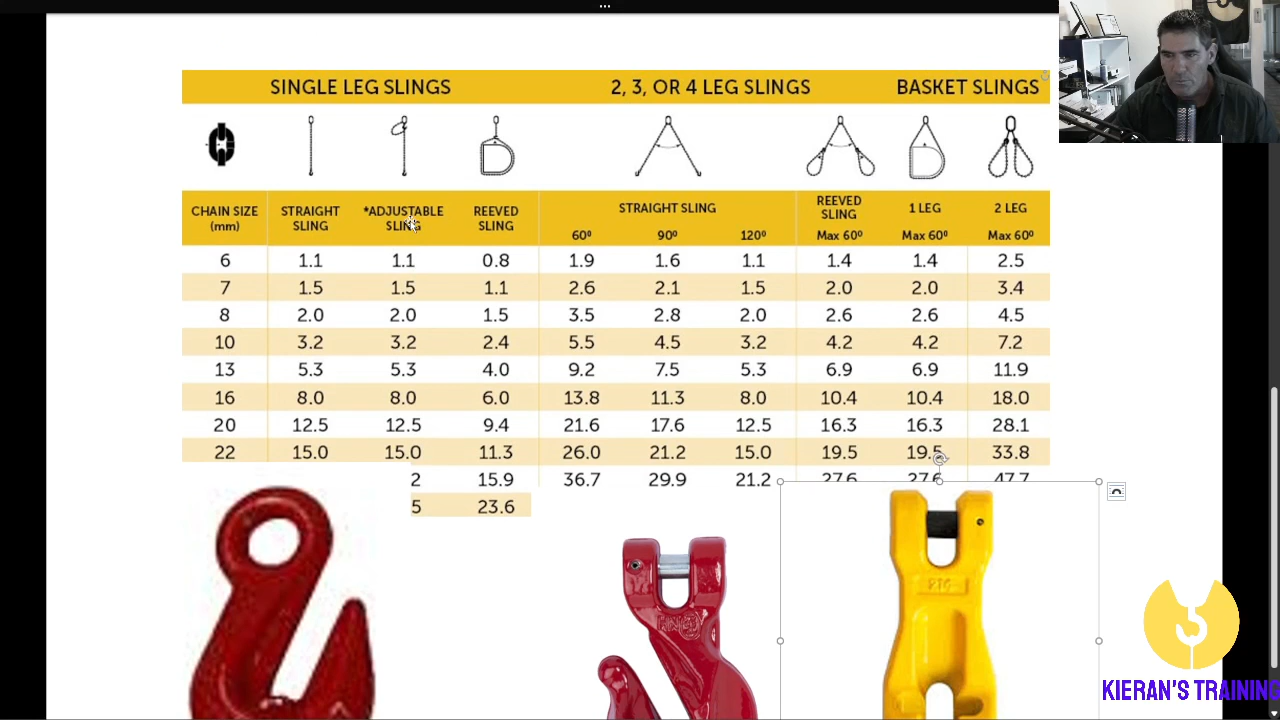 SINGLE LEG SLINGS 2, 3, OR 4 LEG SLINGS BASKET SLINGS
CHAIN SIZE (mm) STRAIGHT SLING *ADJUSTABLE SLING REEVED SLING STRAIGHT SLING REEVED SLING 1 LEG 2 LEG
60º 90º 120º Max 60º Max 60º Max 60º
6 1.1 1.1 0.8 1.9 1.6 1.1 1.4 1.4 2.5
7 1.5 1.5 1.1 2.6 2.1 1.5 2.0 2.0 3.4
8 2.0 2.0 1.5 3.5 2.8 2.0 2.6 2.6 4.5
10 3.2 3.2 2.4 5.5 4.5 3.2 4.2 4.2 7.2
13 5.3 5.3 4.0 9.2 7.5 5.3 6.9 6.9 11.9
16 8.0 8.0 6.0 13.8 11.3 8.0 10.4 10.4 18.0
20 12.5 12.5 9.4 21.6 17.6 12.5 16.3 16.3 28.1
22 15.0 15.0 11.3 26.0 21.2 15.0 19.5 19.5 33.8
2 15.9 36.7 29.9 21.2 27.6 27.6 47.7
5 23.6
KIERAN'S TRAINING